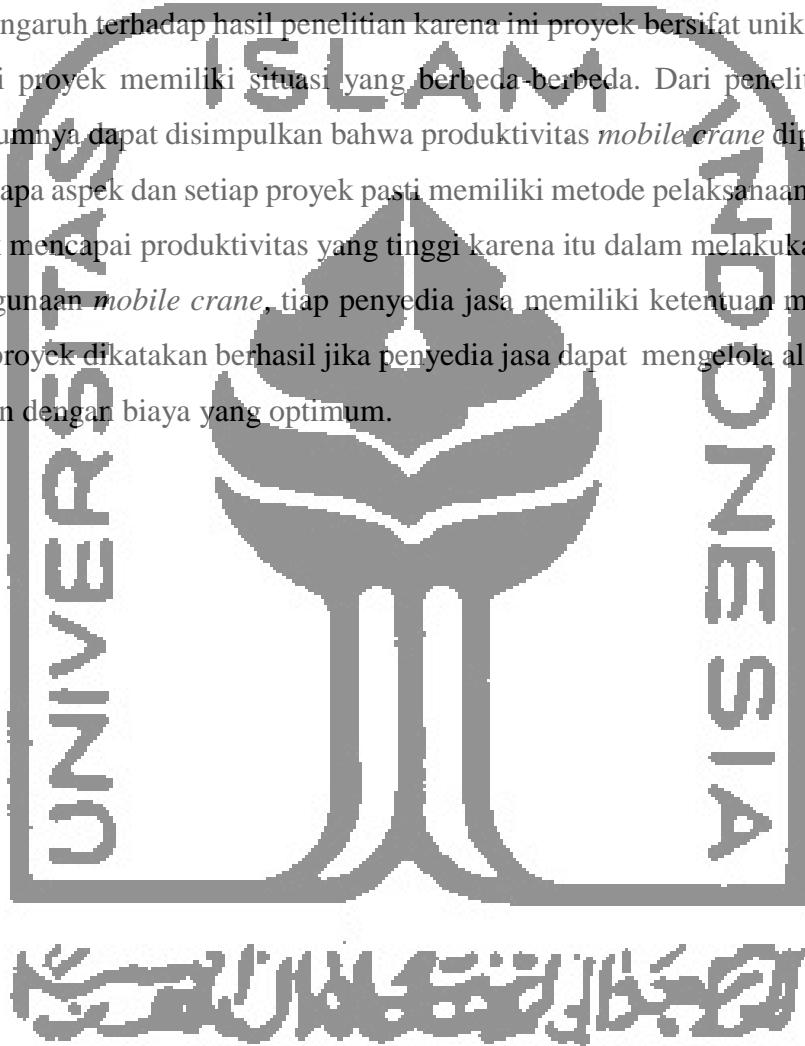 ngaruh terhadap hasil penelitian karena ini proyek bersifat unik
i proyek memiliki situasi yang berbeda-berbeda. Dari penelit
umnya dapat disimpulkan bahwa produktivitas mobile crane dip
apa aspek dan setiap proyek pasti memiliki metode pelaksanaan
mencapai produktivitas yang tinggi karena itu dalam melakuka
gunaan mobile crane, tiap penyedia jasa memiliki ketentuan m
proyek dikatakan berhasil jika penyedia jasa dapat mengelola al
n dengan biaya yang optimum.
UNIVERSITAS
ISLAM
INDONESIA